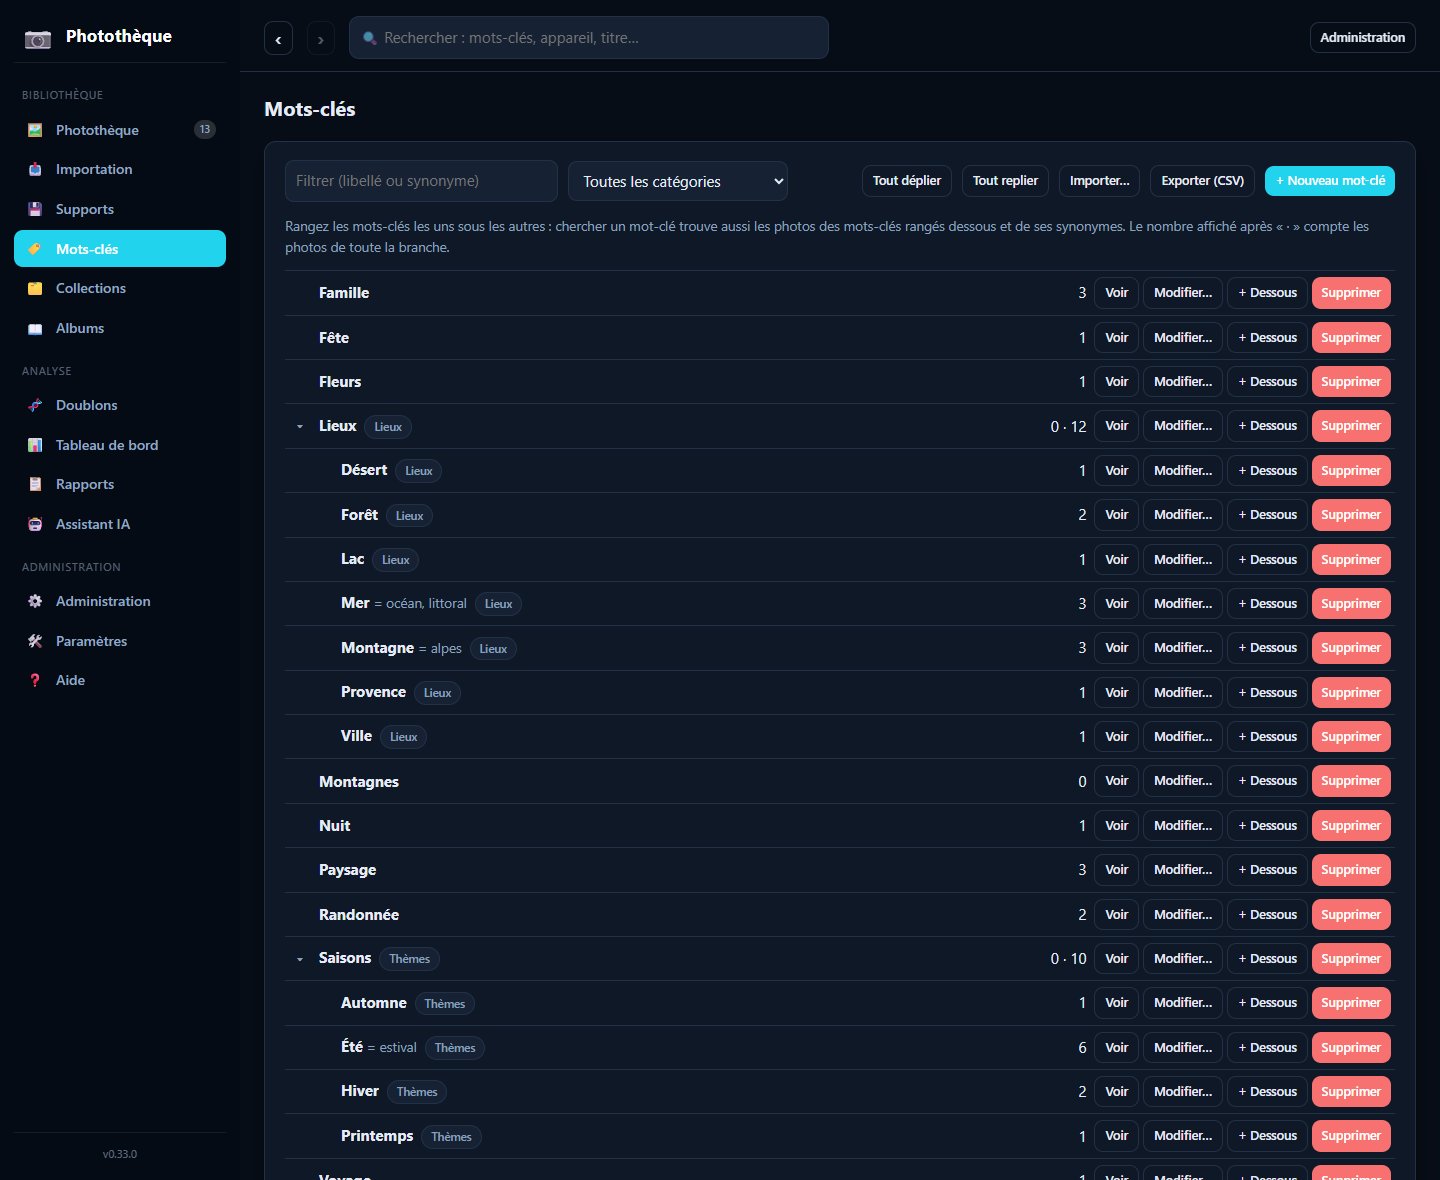 Photothèque
‹ › Rechercher : mots-clés, appareil, titre... Administration
BIBLIOTHÈQUE
Photothèque 13
Importation
Supports
Mots-clés
Collections
Albums
ANALYSE
Doublons
Tableau de bord
Rapports
Assistant IA
ADMINISTRATION
Administration
Paramètres
Aide
v0.33.0
Mots-clés
Filtrer (libellé ou synonyme) Toutes les catégories Tout déplier Tout replier Importer... Exporter (CSV) + Nouveau mot-clé
Rangez les mots-clés les uns sous les autres : chercher un mot-clé trouve aussi les photos des mots-clés rangés dessous et de ses synonymes. Le nombre affiché après « · » compte les
photos de toute la branche.
Famille 3 Voir Modifier... + Dessous Supprimer
Fête 1 Voir Modifier... + Dessous Supprimer
Fleurs 1 Voir Modifier... + Dessous Supprimer
Lieux Lieux 0 · 12 Voir Modifier... + Dessous Supprimer
Désert Lieux 1 Voir Modifier... + Dessous Supprimer
Forêt Lieux 2 Voir Modifier... + Dessous Supprimer
Lac Lieux 1 Voir Modifier... + Dessous Supprimer
Mer = océan, littoral Lieux 3 Voir Modifier... + Dessous Supprimer
Montagne = alpes Lieux 3 Voir Modifier... + Dessous Supprimer
Provence Lieux 1 Voir Modifier... + Dessous Supprimer
Ville Lieux 1 Voir Modifier... + Dessous Supprimer
Montagnes 0 Voir Modifier... + Dessous Supprimer
Nuit 1 Voir Modifier... + Dessous Supprimer
Paysage 3 Voir Modifier... + Dessous Supprimer
Randonnée 2 Voir Modifier... + Dessous Supprimer
Saisons Thèmes 0 · 10 Voir Modifier... + Dessous Supprimer
Automne Thèmes 1 Voir Modifier... + Dessous Supprimer
Été = estival Thèmes 6 Voir Modifier... + Dessous Supprimer
Hiver Thèmes 2 Voir Modifier... + Dessous Supprimer
Printemps Thèmes 1 Voir Modifier... + Dessous Supprimer
Voyage 1 Voir Modifier... + Dessous Supprimer